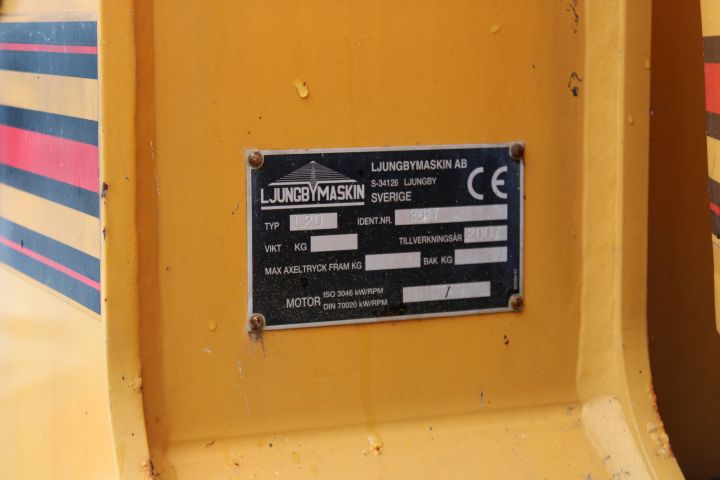 LJUNGBYMASKIN
LJUNGBYMASKIN AB
S-34126 LJUNGBY
SVERIGE
CE
TYP L20 IDENT.NR.
VIKT KG TILLVERKNINGSÅR 2007
MAX AXELTRYCK FRAM KG BAK KG
MOTOR ISO 3046 kW/RPM /
DIN 70020 kW/RPM